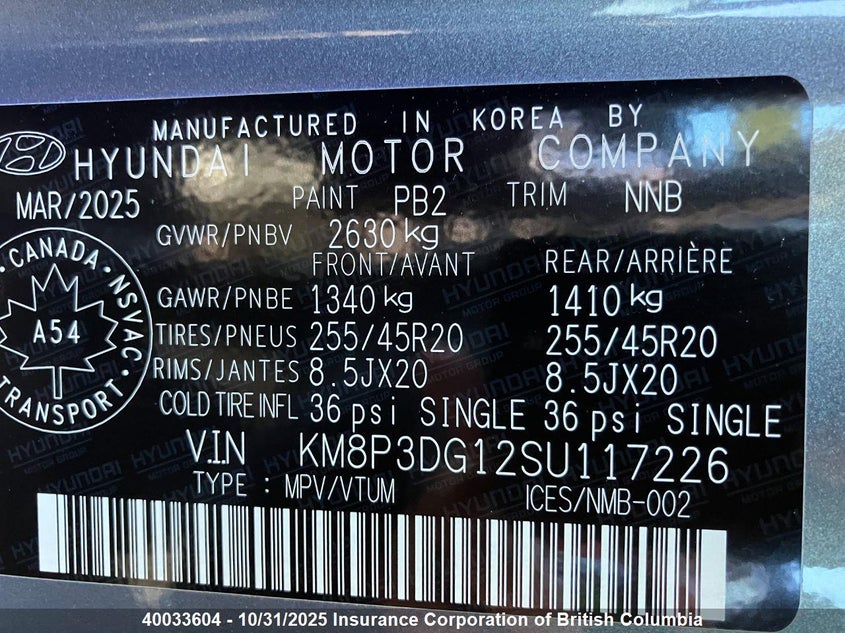 MANUFACTURED IN KOREA BY
HYUNDAI MOTOR COMPANY
MAR/2025 PAINT PB2 TRIM NNB
GVWR/PNBV 2630 kg
FRONT/AVANT REAR/ARRIÈRE
GAWR/PNBE 1340 kg 1410 kg
TIRES/PNEUS 255/45R20 255/45R20
RIMS/JANTES 8.5JX20 8.5JX20
COLD TIRE INFL 36 psi SINGLE 36 psi SINGLE
V.I.N KM8P3DG12SU117226
TYPE : MPV/VTUM ICES/NMB-002
CANADA · NSVAC ·
A54
TRANSPORT ·
HYUNDAI
MOTOR GROUP
40033604 - 10/31/2025 Insurance Corporation of British Columbia